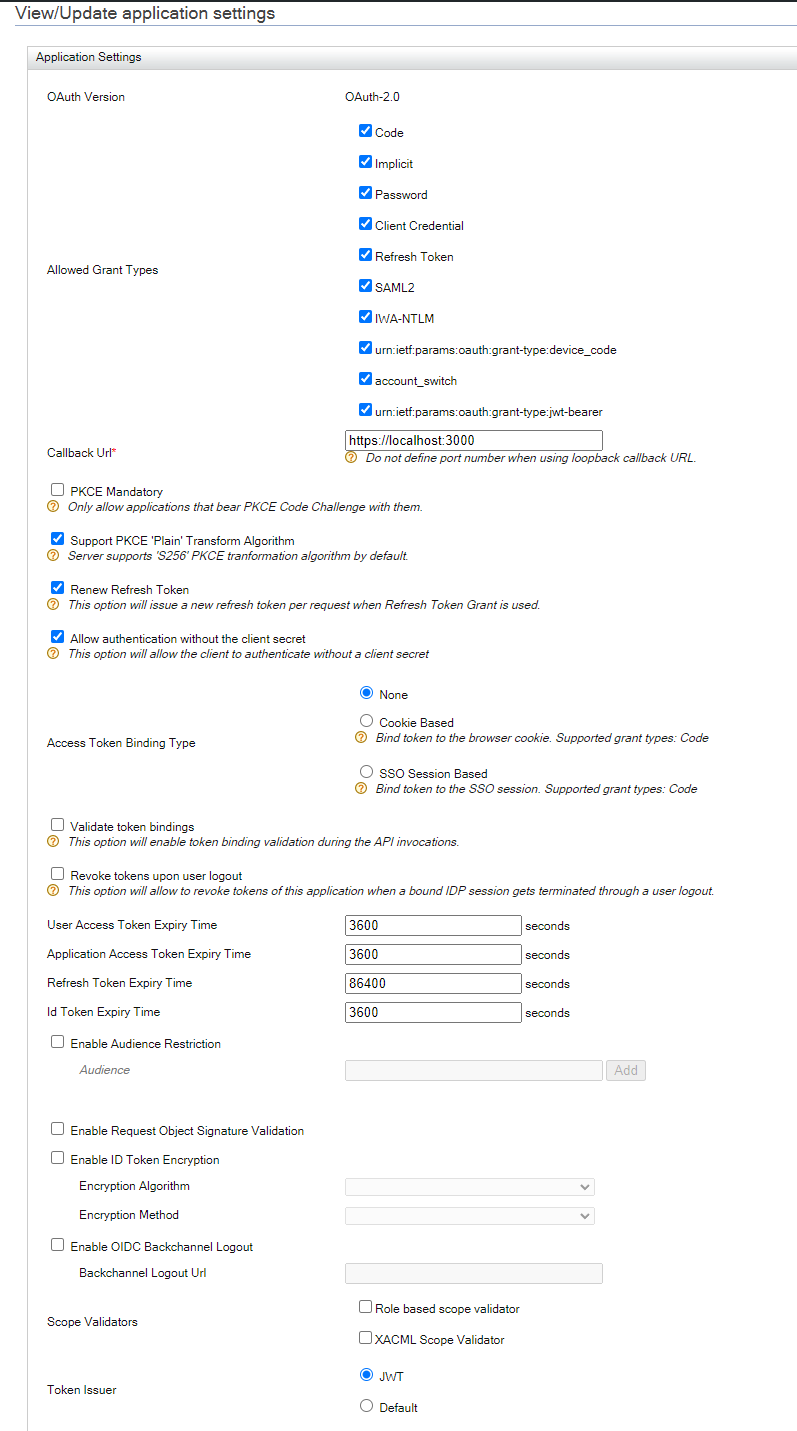 View/Update application settings
Application Settings
OAuth Version OAuth-2.0
Code
Implicit
Password
Client Credential
Refresh Token
Allowed Grant Types
SAML2
IWA-NTLM
urn:ietf:params:oauth:grant-type:device_code
account_switch
urn:ietf:params:oauth:grant-type:jwt-bearer
https://localhost:3000
Callback Url*
Do not define port number when using loopback callback URL.
PKCE Mandatory
Only allow applications that bear PKCE Code Challenge with them.
Support PKCE 'Plain' Transform Algorithm
Server supports 'S256' PKCE tranformation algorithm by default.
Renew Refresh Token
This option will issue a new refresh token per request when Refresh Token Grant is used.
Allow authentication without the client secret
This option will allow the client to authenticate without a client secret
None
Cookie Based
Bind token to the browser cookie. Supported grant types: Code
Access Token Binding Type
SSO Session Based
Bind token to the SSO session. Supported grant types: Code
Validate token bindings
This option will enable token binding validation during the API invocations.
Revoke tokens upon user logout
This option will allow to revoke tokens of this application when a bound IDP session gets terminated through a user logout.
User Access Token Expiry Time 3600 seconds
Application Access Token Expiry Time 3600 seconds
Refresh Token Expiry Time 86400 seconds
Id Token Expiry Time 3600 seconds
Enable Audience Restriction
Audience Add
Enable Request Object Signature Validation
Enable ID Token Encryption
Encryption Algorithm
Encryption Method
Enable OIDC Backchannel Logout
Backchannel Logout Url
Role based scope validator
Scope Validators
XACML Scope Validator
JWT
Token Issuer
Default